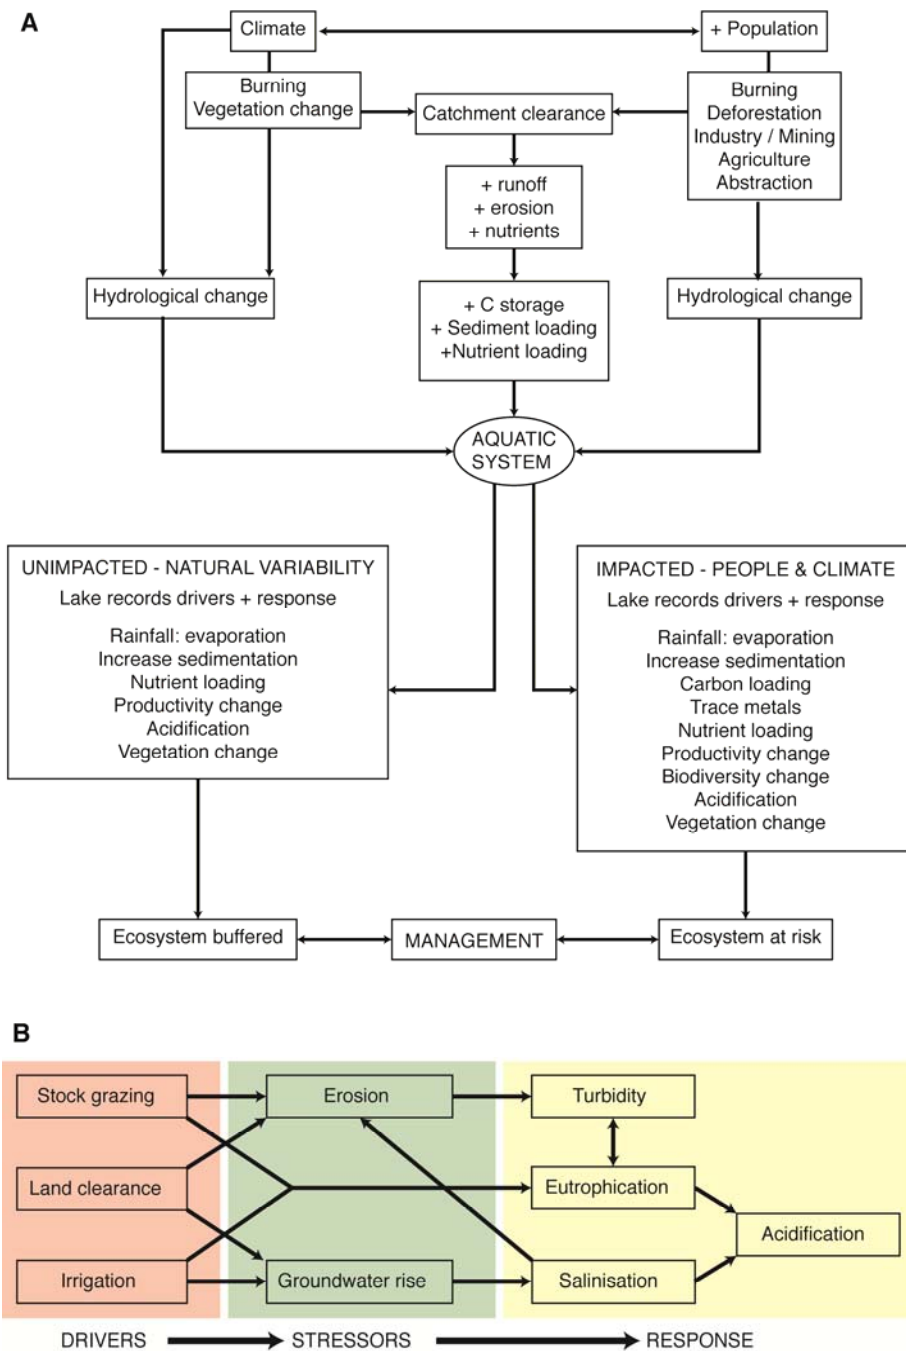 A
Climate
+ Population
Burning
Vegetation change
Catchment clearance
Burning
Deforestation
Industry / Mining
Agriculture
Abstraction
+ runoff
+ erosion
+ nutrients
Hydrological change
+ C storage
+ Sediment loading
+Nutrient loading
Hydrological change
AQUATIC
SYSTEM
UNIMPACTED - NATURAL VARIABILITY
Lake records drivers + response
Rainfall: evaporation
Increase sedimentation
Nutrient loading
Productivity change
Acidification
Vegetation change
IMPACTED - PEOPLE & CLIMATE
Lake records drivers + response
Rainfall: evaporation
Increase sedimentation
Carbon loading
Trace metals
Nutrient loading
Productivity change
Biodiversity change
Acidification
Vegetation change
Ecosystem buffered
MANAGEMENT
Ecosystem at risk
B
Stock grazing
Erosion
Turbidity
Land clearance
Eutrophication
Acidification
Irrigation
Groundwater rise
Salinisation
DRIVERS
STRESSORS
RESPONSE